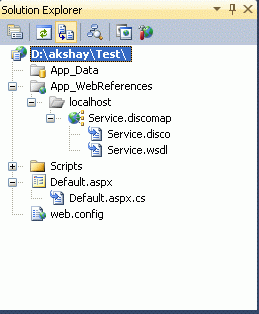 Solution Explorer
D:\akshay\Test\
App_Data
App_WebReferences
localhost
Service.discomap
Service.disco
Service.wsdl
Scripts
Default.aspx
Default.aspx.cs
web.config